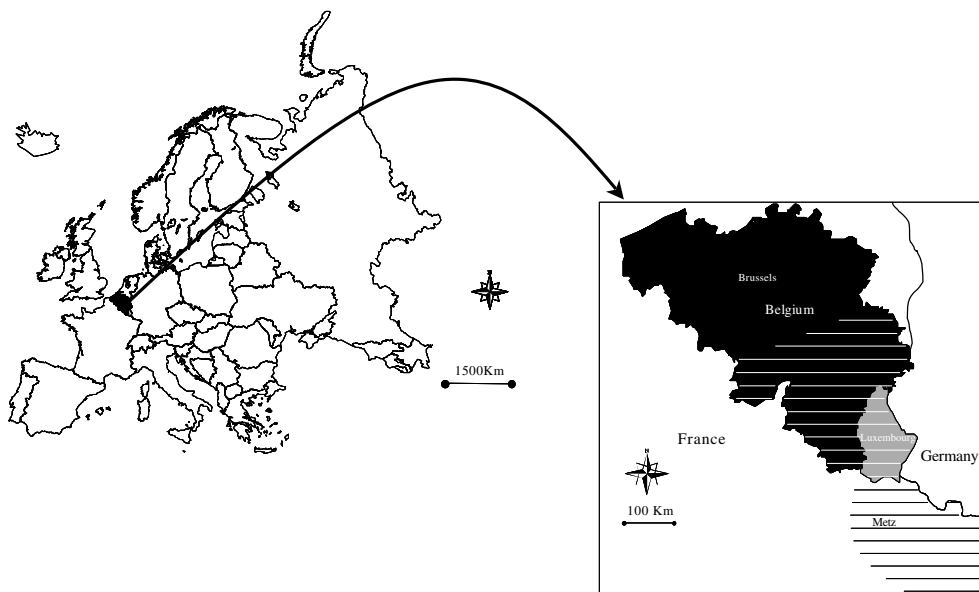 N
1500Km
Brussels
Belgium
Luxembourg
France
Germany
N
100 Km
Metz